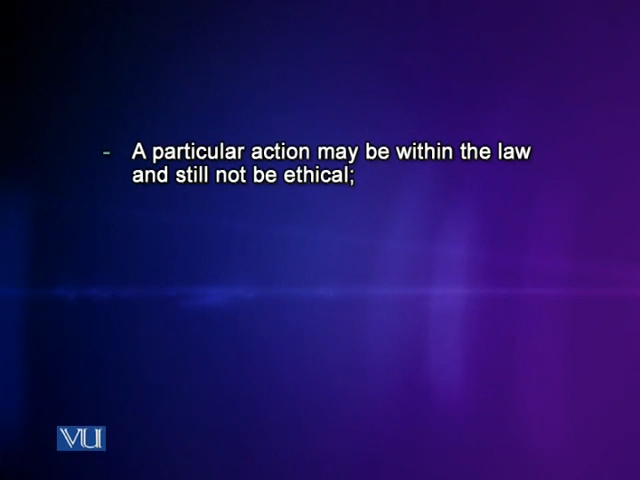 - A particular action may be within the law
and still not be ethical;
VU